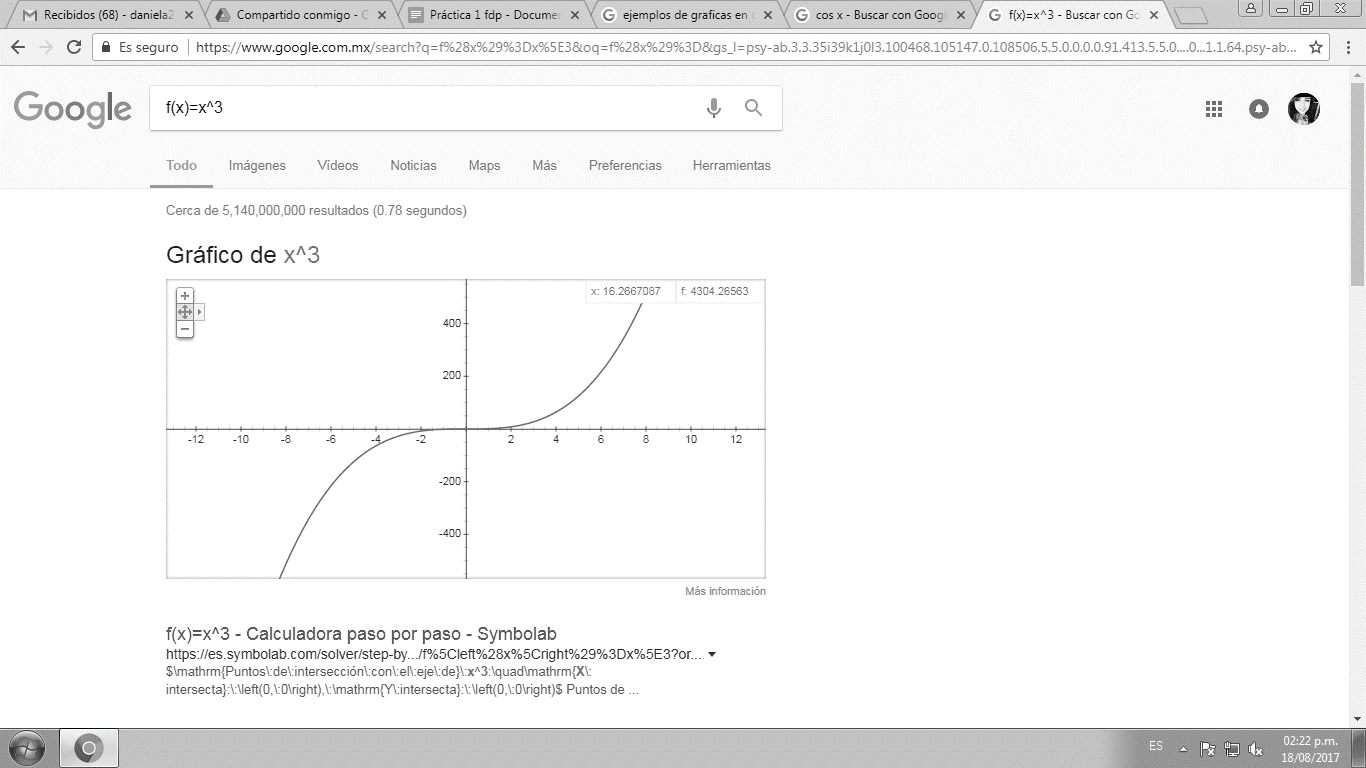 Recibidos (68) - daniela2
Compartido conmigo - G
Práctica 1 fdp - Documen
ejemplos de graficas en c
cos x - Buscar con Googl
f(x)=x^3 - Buscar con Go
Es seguro
https://www.google.com.mx/search?q=f%28x%29%3Dx%5E3&oq=f%28x%29%3D&gs_l=psy-ab.3.3.35i39k1j0l3.100468.105147.0.108506.5.5.0.0.0.0.91.413.5.5.0....0...1.1.64.psy-ab...
Google
f(x)=x^3
Todo
Imágenes
Vídeos
Noticias
Maps
Más
Preferencias
Herramientas
Cerca de 5,140,000,000 resultados (0.78 segundos)
Gráfico de x^3
x: 16.2667087
f: 4304.26563
400
200
-12 -10 -8 -6 -4 -2 2 4 6 8 10 12
-200
-400
Más información
f(x)=x^3 - Calculadora paso por paso - Symbolab
https://es.symbolab.com/solver/step-by.../f%5Cleft%28x%5Cright%29%3Dx%5E3?or...
$\mathrm{Puntos\:de\:intersección\:con\:el\:eje\:de}\:x^3:\quad\mathrm{X\:
intersecta}:\:\left(0,\:0\right),\:\mathrm{Y\:intersecta}:\:\left(0,\:0\right)$ Puntos de ...
ES
02:22 p.m.
18/08/2017